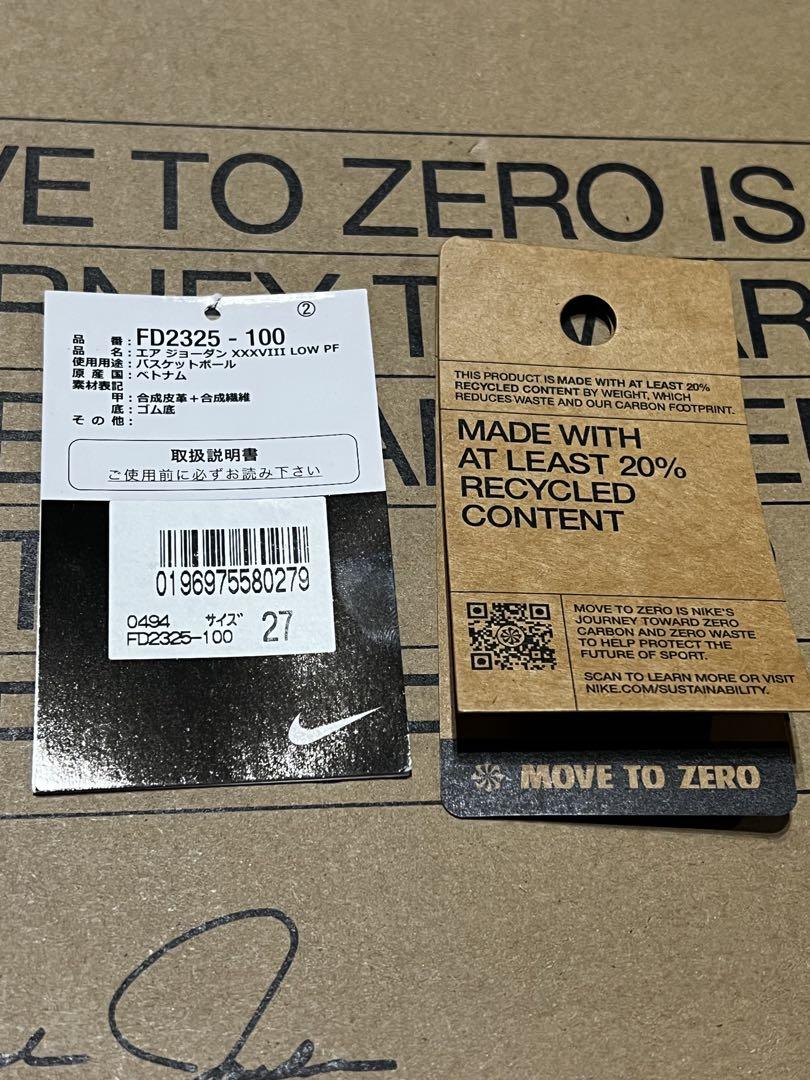 VE TO ZERO IS
RNEY T
②
品 番: FD2325 - 100
品 名: エア ジョーダン XXXVIII LOW PF
使用用途: バスケットボール
原 産 国: ベトナム
素材表記
甲: 合成皮革+合成繊維
底: ゴム底
そ の 他:
取扱説明書
ご使用前に必ずお読み下さい
0196975580279
0494 サイズ 27
FD2325-100
THIS PRODUCT IS MADE WITH AT LEAST 20%
RECYCLED CONTENT BY WEIGHT, WHICH
REDUCES WASTE AND OUR CARBON FOOTPRINT.
MADE WITH
AT LEAST 20%
RECYCLED
CONTENT
MOVE TO ZERO IS NIKE'S
JOURNEY TOWARD ZERO
CARBON AND ZERO WASTE
TO HELP PROTECT THE
FUTURE OF SPORT.
SCAN TO LEARN MORE OR VISIT
NIKE.COM/SUSTAINABILITY.
MOVE TO ZERO